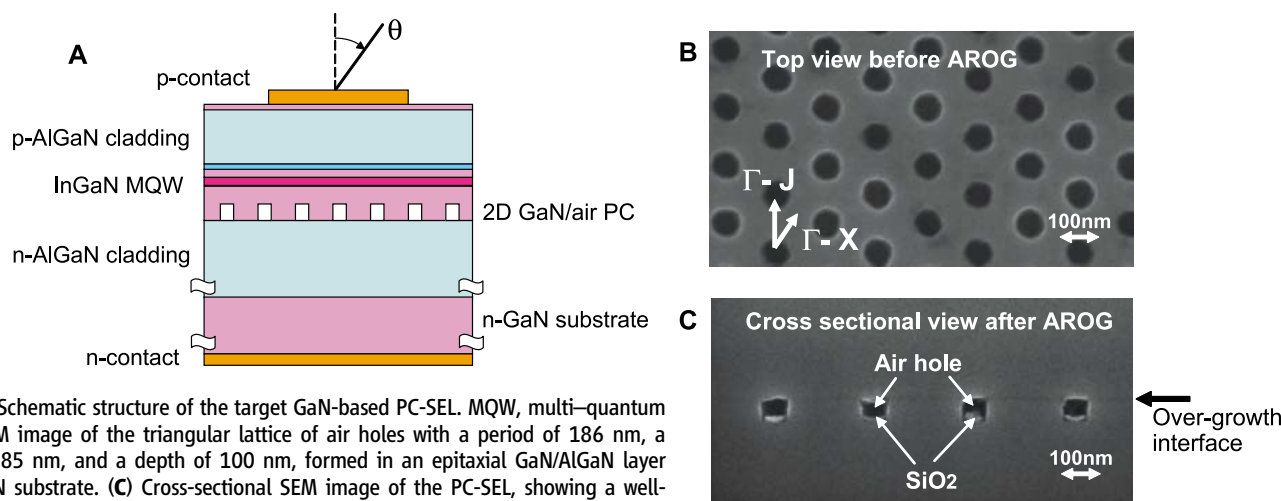 A
θ
p-contact
p-AlGaN cladding
InGaN MQW
2D GaN/air PC
n-AlGaN cladding
n-GaN substrate
n-contact
B
Top view before AROG
Γ- J
Γ- X
100nm
C
Cross sectional view after AROG
Air hole
SiO2
100nm
Over-growth
interface
Schematic structure of the target GaN-based PC-SEL. MQW, multi–quantum
M image of the triangular lattice of air holes with a period of 186 nm, a
85 nm, and a depth of 100 nm, formed in an epitaxial GaN/AlGaN layer
N substrate. (C) Cross-sectional SEM image of the PC-SEL, showing a well-